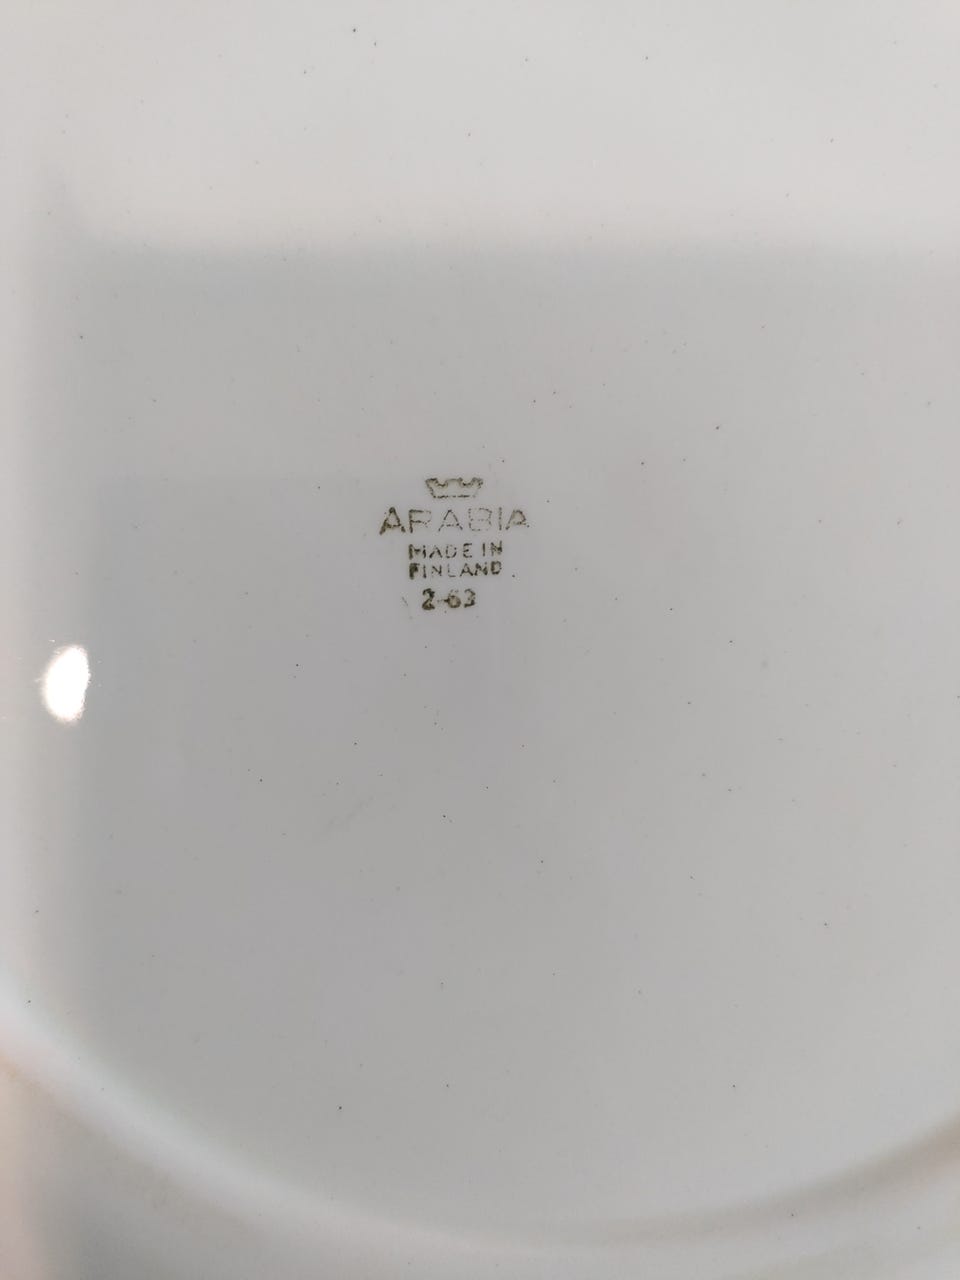 ARABIA
MADE IN
FINLAND
2-63